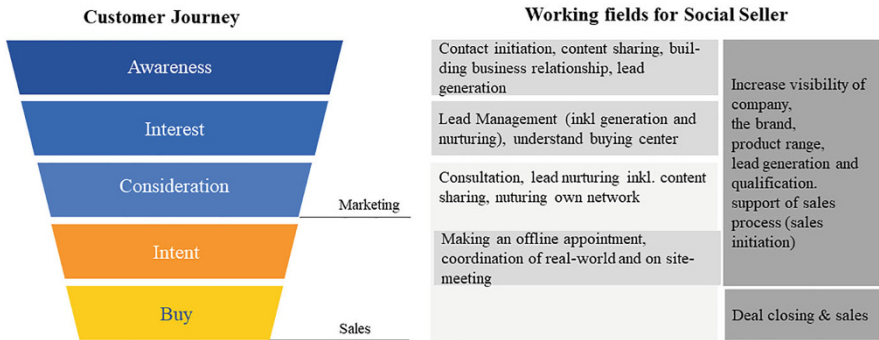 Customer Journey
Working fields for Social Seller
Awareness
Interest
Consideration
Marketing
Intent
Buy
Sales
Contact initiation, content sharing, buil-
ding business relationship, lead
generation
Lead Management (inkl generation and
nurturing), understand buying center
Consultation, lead nurturing inkl. content
sharing, nuturing own network
Making an offline appointment,
coordination of real-world and on site-
meeting
Increase visibility of
company,
the brand,
product range,
lead generation and
qualification.
support of sales
process (sales
initiation)
Deal closing & sales